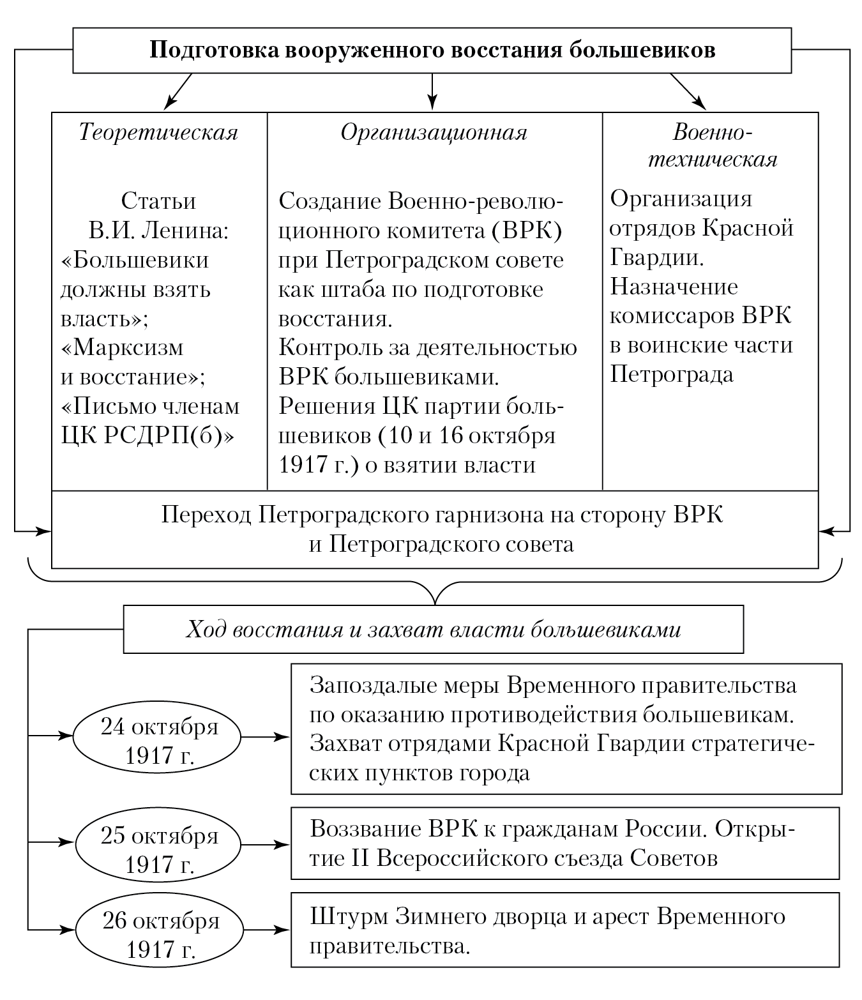 Подготовка вооруженного восстания большевиков
Теоретическая
Статьи
В.И. Ленина:
«Большевики
должны взять
власть»;
«Марксизм
и восстание»;
«Письмо членам
ЦК РСДРП(б)»
Организационная
Создание Военно-револю-
ционного комитета (ВРК)
при Петроградском совете
как штаба по подготовке
восстания.
Контроль за деятельностью
ВРК большевиками.
Решения ЦК партии боль-
шевиков (10 и 16 октября
1917 г.) о взятии власти
Военно-
техническая
Организация
отрядов Красной
Гвардии.
Назначение
комиссаров ВРК
в воинские части
Петрограда
Переход Петроградского гарнизона на сторону ВРК
и Петроградского совета
Ход восстания и захват власти большевиками
24 октября
1917 г.
Запоздалые меры Временного правительства
по оказанию противодействия большевикам.
Захват отрядами Красной Гвардии стратегиче-
ских пунктов города
25 октября
1917 г.
Воззвание ВРК к гражданам России. Откры-
тие II Всероссийского съезда Советов
26 октября
1917 г.
Штурм Зимнего дворца и арест Временного
правительства.